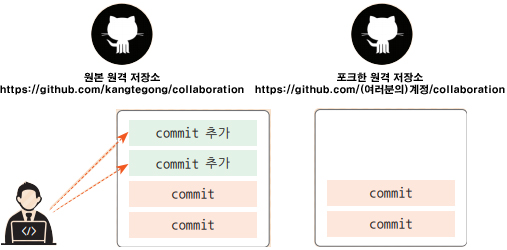 원본 원격 저장소
https://github.com/kangtegong/collaboration
포크한 원격 저장소
https://github.com/(여러분의)계정/collaboration
commit 추가
commit 추가
commit
commit
commit
commit
</>